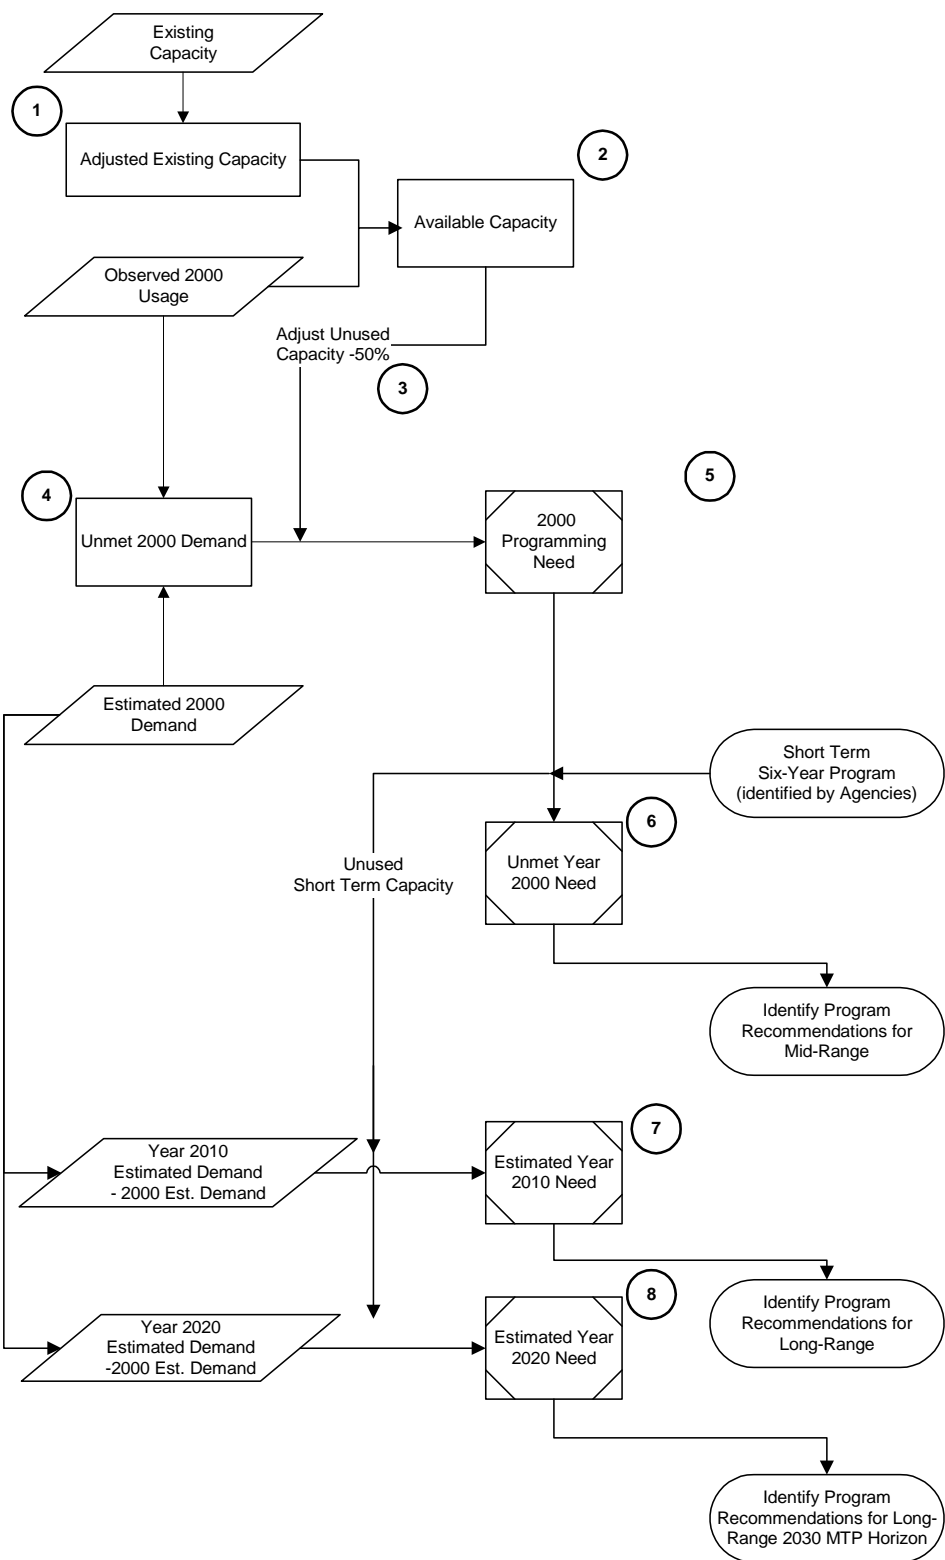 Existing
Capacity
1
Adjusted Existing Capacity
2
Available Capacity
Observed 2000
Usage
Adjust Unused
Capacity -50%
3
4
Unmet 2000 Demand
5
2000
Programming
Need
Estimated 2000
Demand
Short Term
Six-Year Program
(identified by Agencies)
6
Unmet Year
2000 Need
Unused
Short Term Capacity
Identify Program
Recommendations for
Mid-Range
7
Year 2010
Estimated Demand
- 2000 Est. Demand
Estimated Year
2010 Need
8
Identify Program
Recommendations for
Long-Range
Year 2020
Estimated Demand
-2000 Est. Demand
Estimated Year
2020 Need
Identify Program
Recommendations for Long-
Range 2030 MTP Horizon